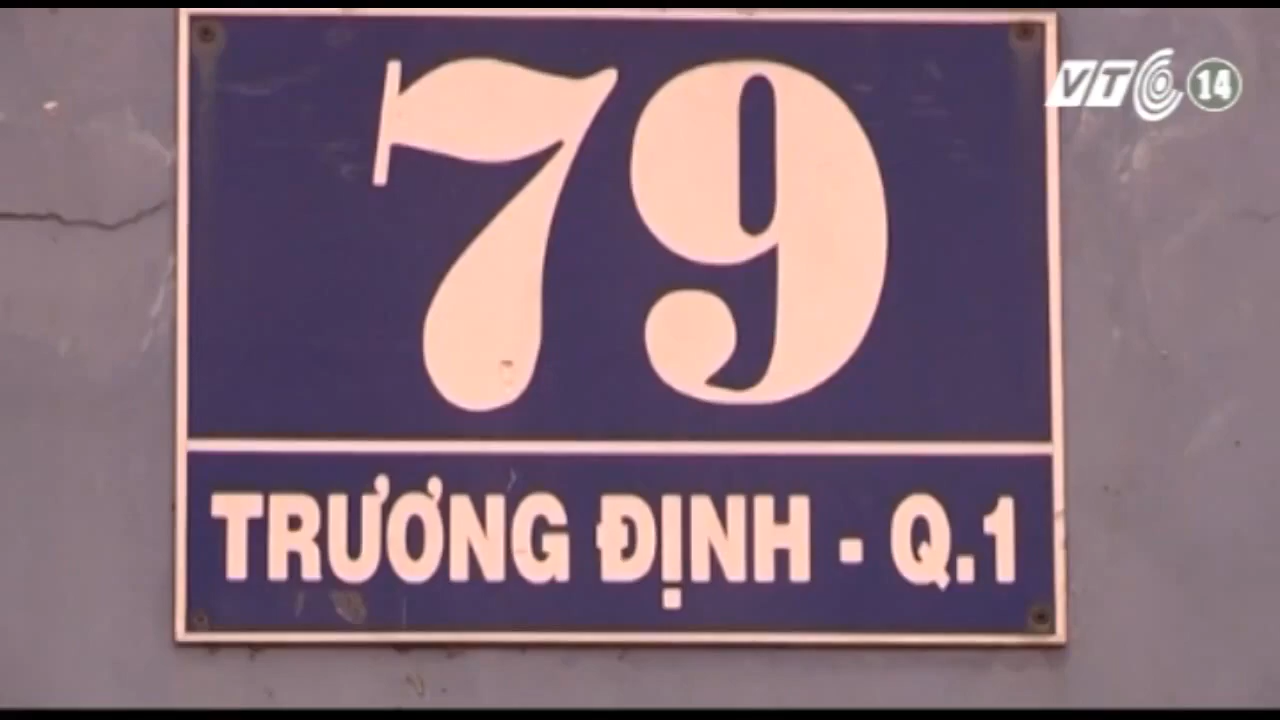 79
VTC 14
TRƯƠNG ĐỊNH - Q.1